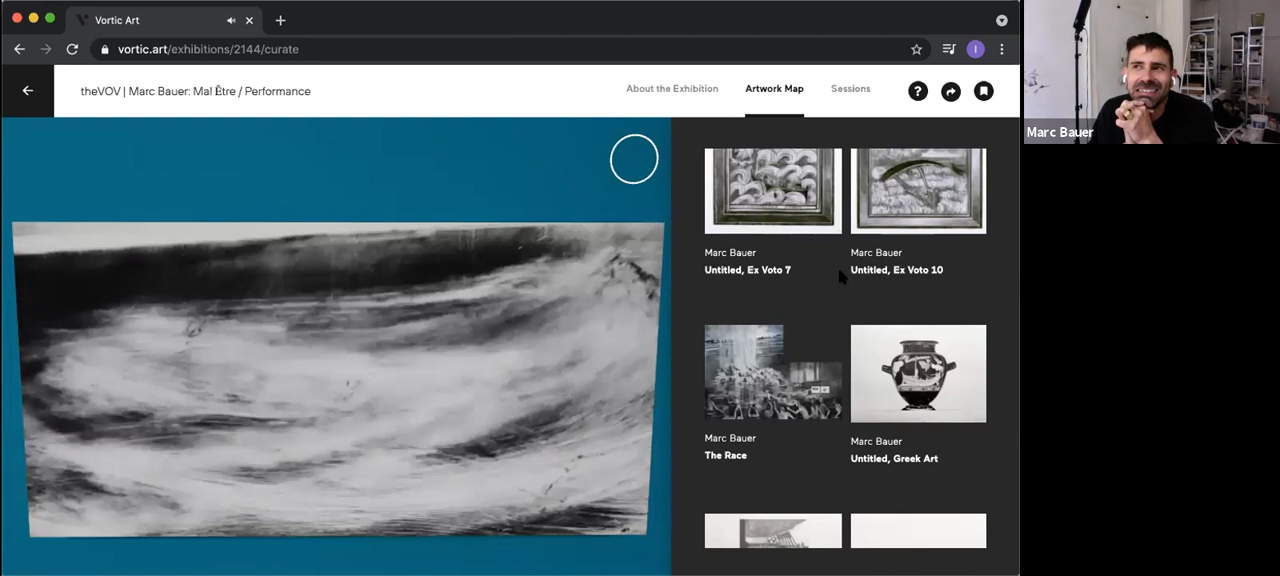 Vortic Art
vortic.art/exhibitions/2144/curate
I
theVOV | Marc Bauer: Mal Être / Performance
About the Exhibition
Artwork Map
Sessions
?
Marc Bauer
Marc Bauer
Untitled, Ex Voto 7
Marc Bauer
Untitled, Ex Voto 10
Marc Bauer
The Race
Marc Bauer
Untitled, Greek Art